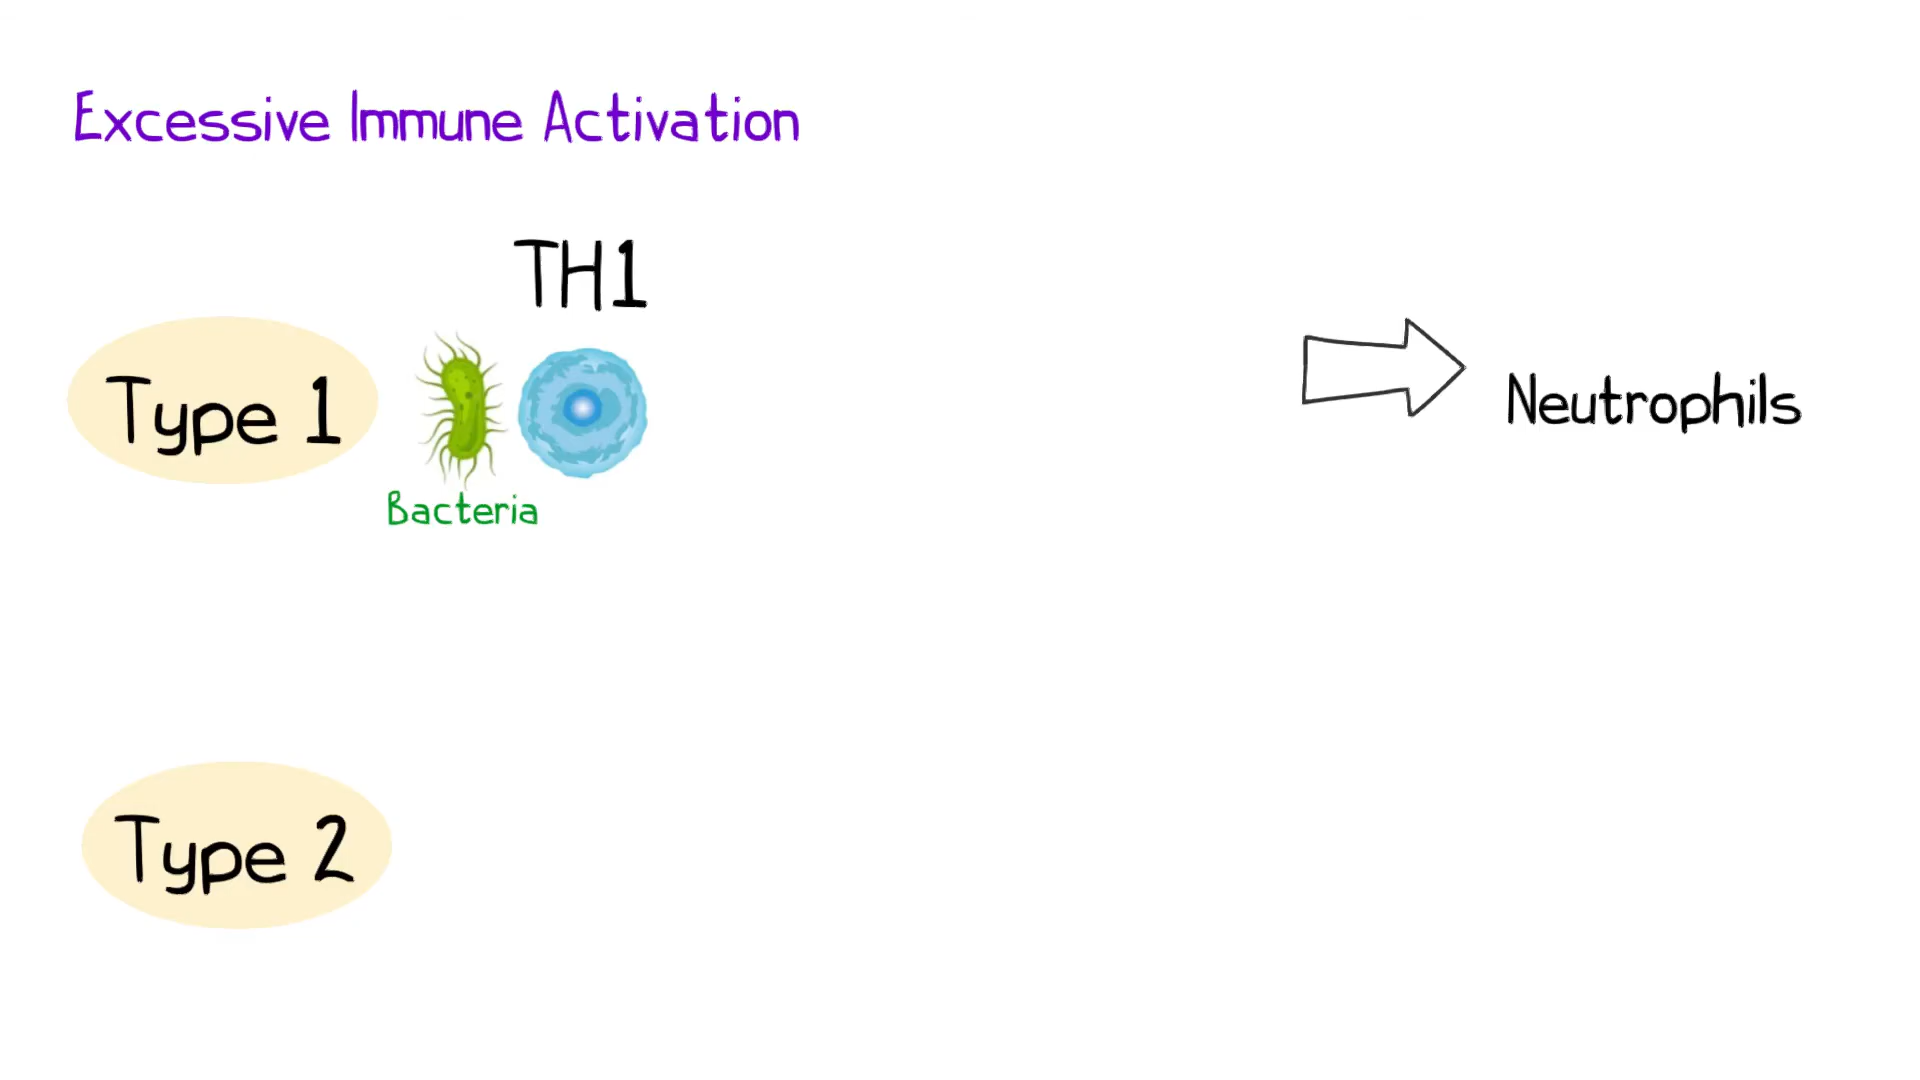 Excessive Immune Activation
TH1
Type 1
Neutrophils
Bacteria
Type 2